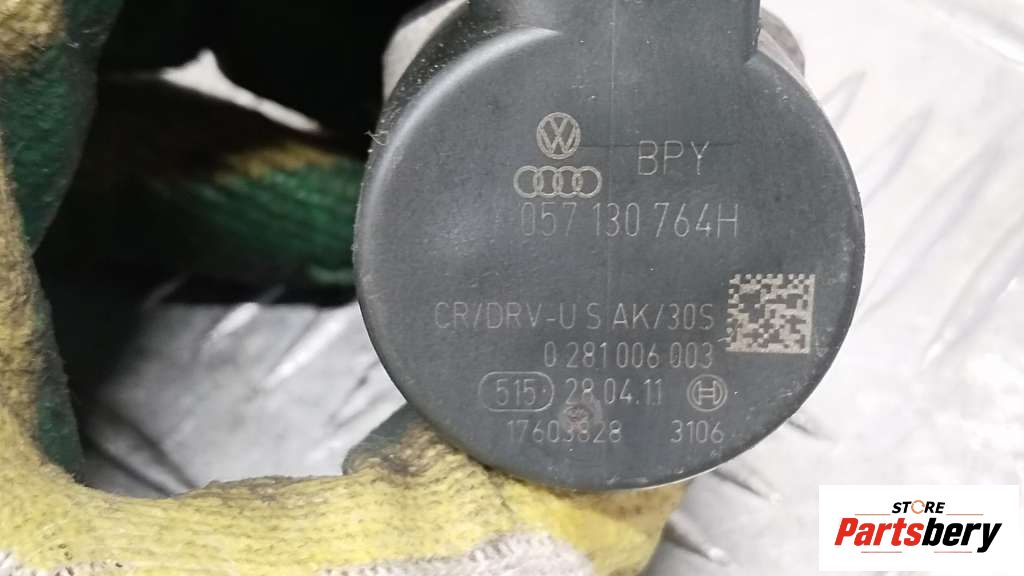 BPY
057 130 764H
CR/DRV-U S AK/30S
0 281 006 003
515 28.04.11
17603828 3106
STORE
Partsbery